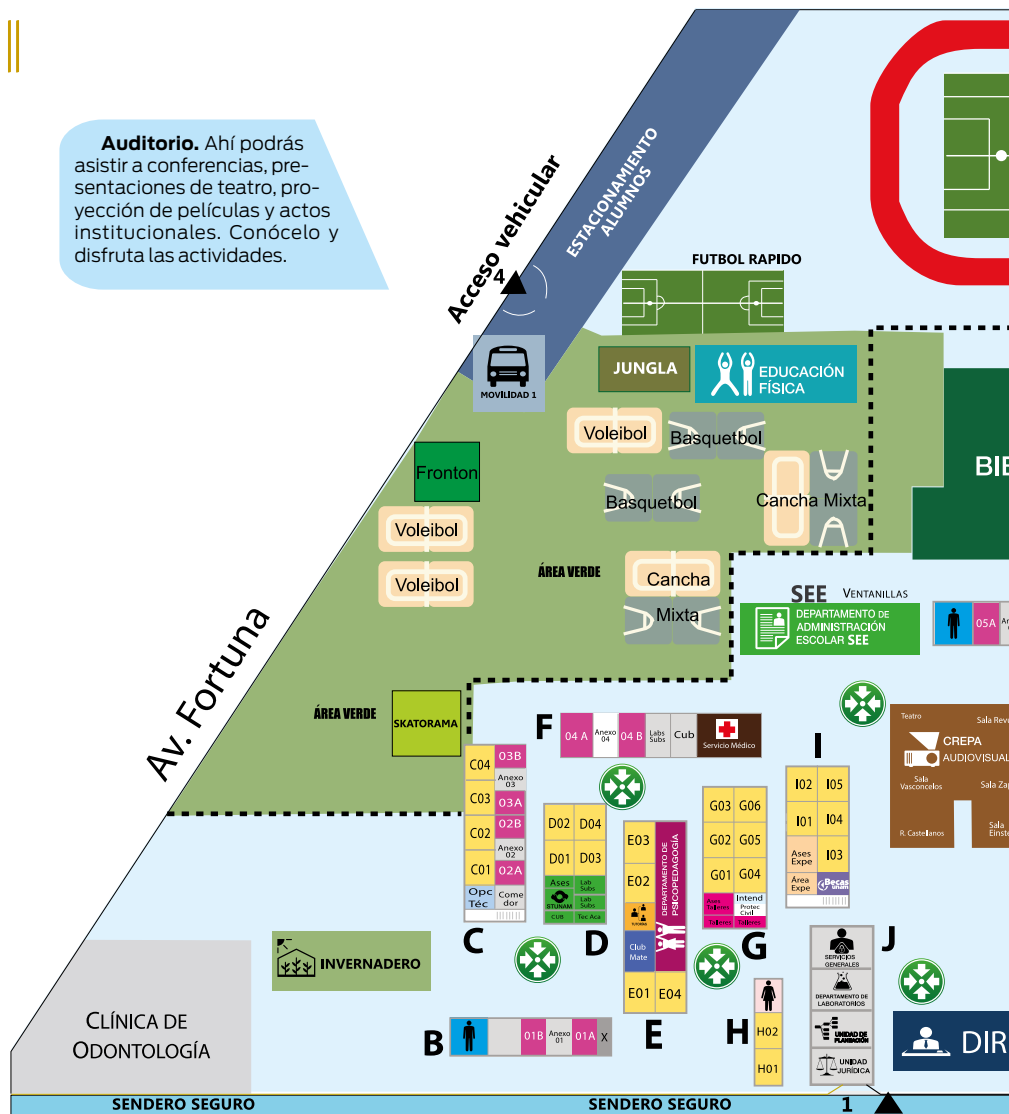 Auditorio. Ahí podrás
asistir a conferencias, pre-
sentaciones de teatro, pro-
yección de películas y actos
institucionales. Conócelo y
disfruta las actividades.
ESTACIONAMIENTO
ALUMNOS
Acceso vehicular
4
FUTBOL RAPIDO
MOVILIDAD 1
JUNGLA
EDUCACIÓN
FÍSICA
Voleibol
Basquetbol
Fronton
BIE
Basquetbol
Cancha Mixta
Voleibol
Voleibol
ÁREA VERDE
Cancha
Mixta
SEE VENTANILLAS
DEPARTAMENTO DE
ADMINISTRACIÓN
ESCOLAR SEE
05A
Av. Fortuna
ÁREA VERDE
SKATORAMA
F
04 A
Anexo
04
04 B
Labs
Subs
Cub
Servicio Médico
Teatro
CREPA
AUDIOVISUAL
Sala
Vasconcelos
R. Castellanos
Sala
C04
03B
Anexo
03
C03
03A
02B
C02
Anexo
02
C01
02A
Opc
Téc
Come
dor
C
D02
D04
D01
D03
Ases
Lab
Subs
STUNAM
Lab
Subs
CUB
Tec Aca
D
E03
E02
DEPARTAMENTO DE
PSICOPEDAGOGÍA
Club
Mate
E01
E04
E
G03
G06
G02
G05
G01
G04
Ases
Talleres
Intend
Protec
Civil
Talleres
Talleres
G
I
I02
I05
I01
I04
Ases
Expe
I03
Área
Expe
Becas
unam
J
SERVICIOS
GENERALES
DEPARTAMENTO DE
LABORATORIOS
UNIDAD DE
PLANEACIÓN
UNIDAD
JURÍDICA
DIR
H
H02
H01
INVERNADERO
CLÍNICA DE
ODONTOLOGÍA
B
01B
Anexo
01
01A
X
SENDERO SEGURO
SENDERO SEGURO
1